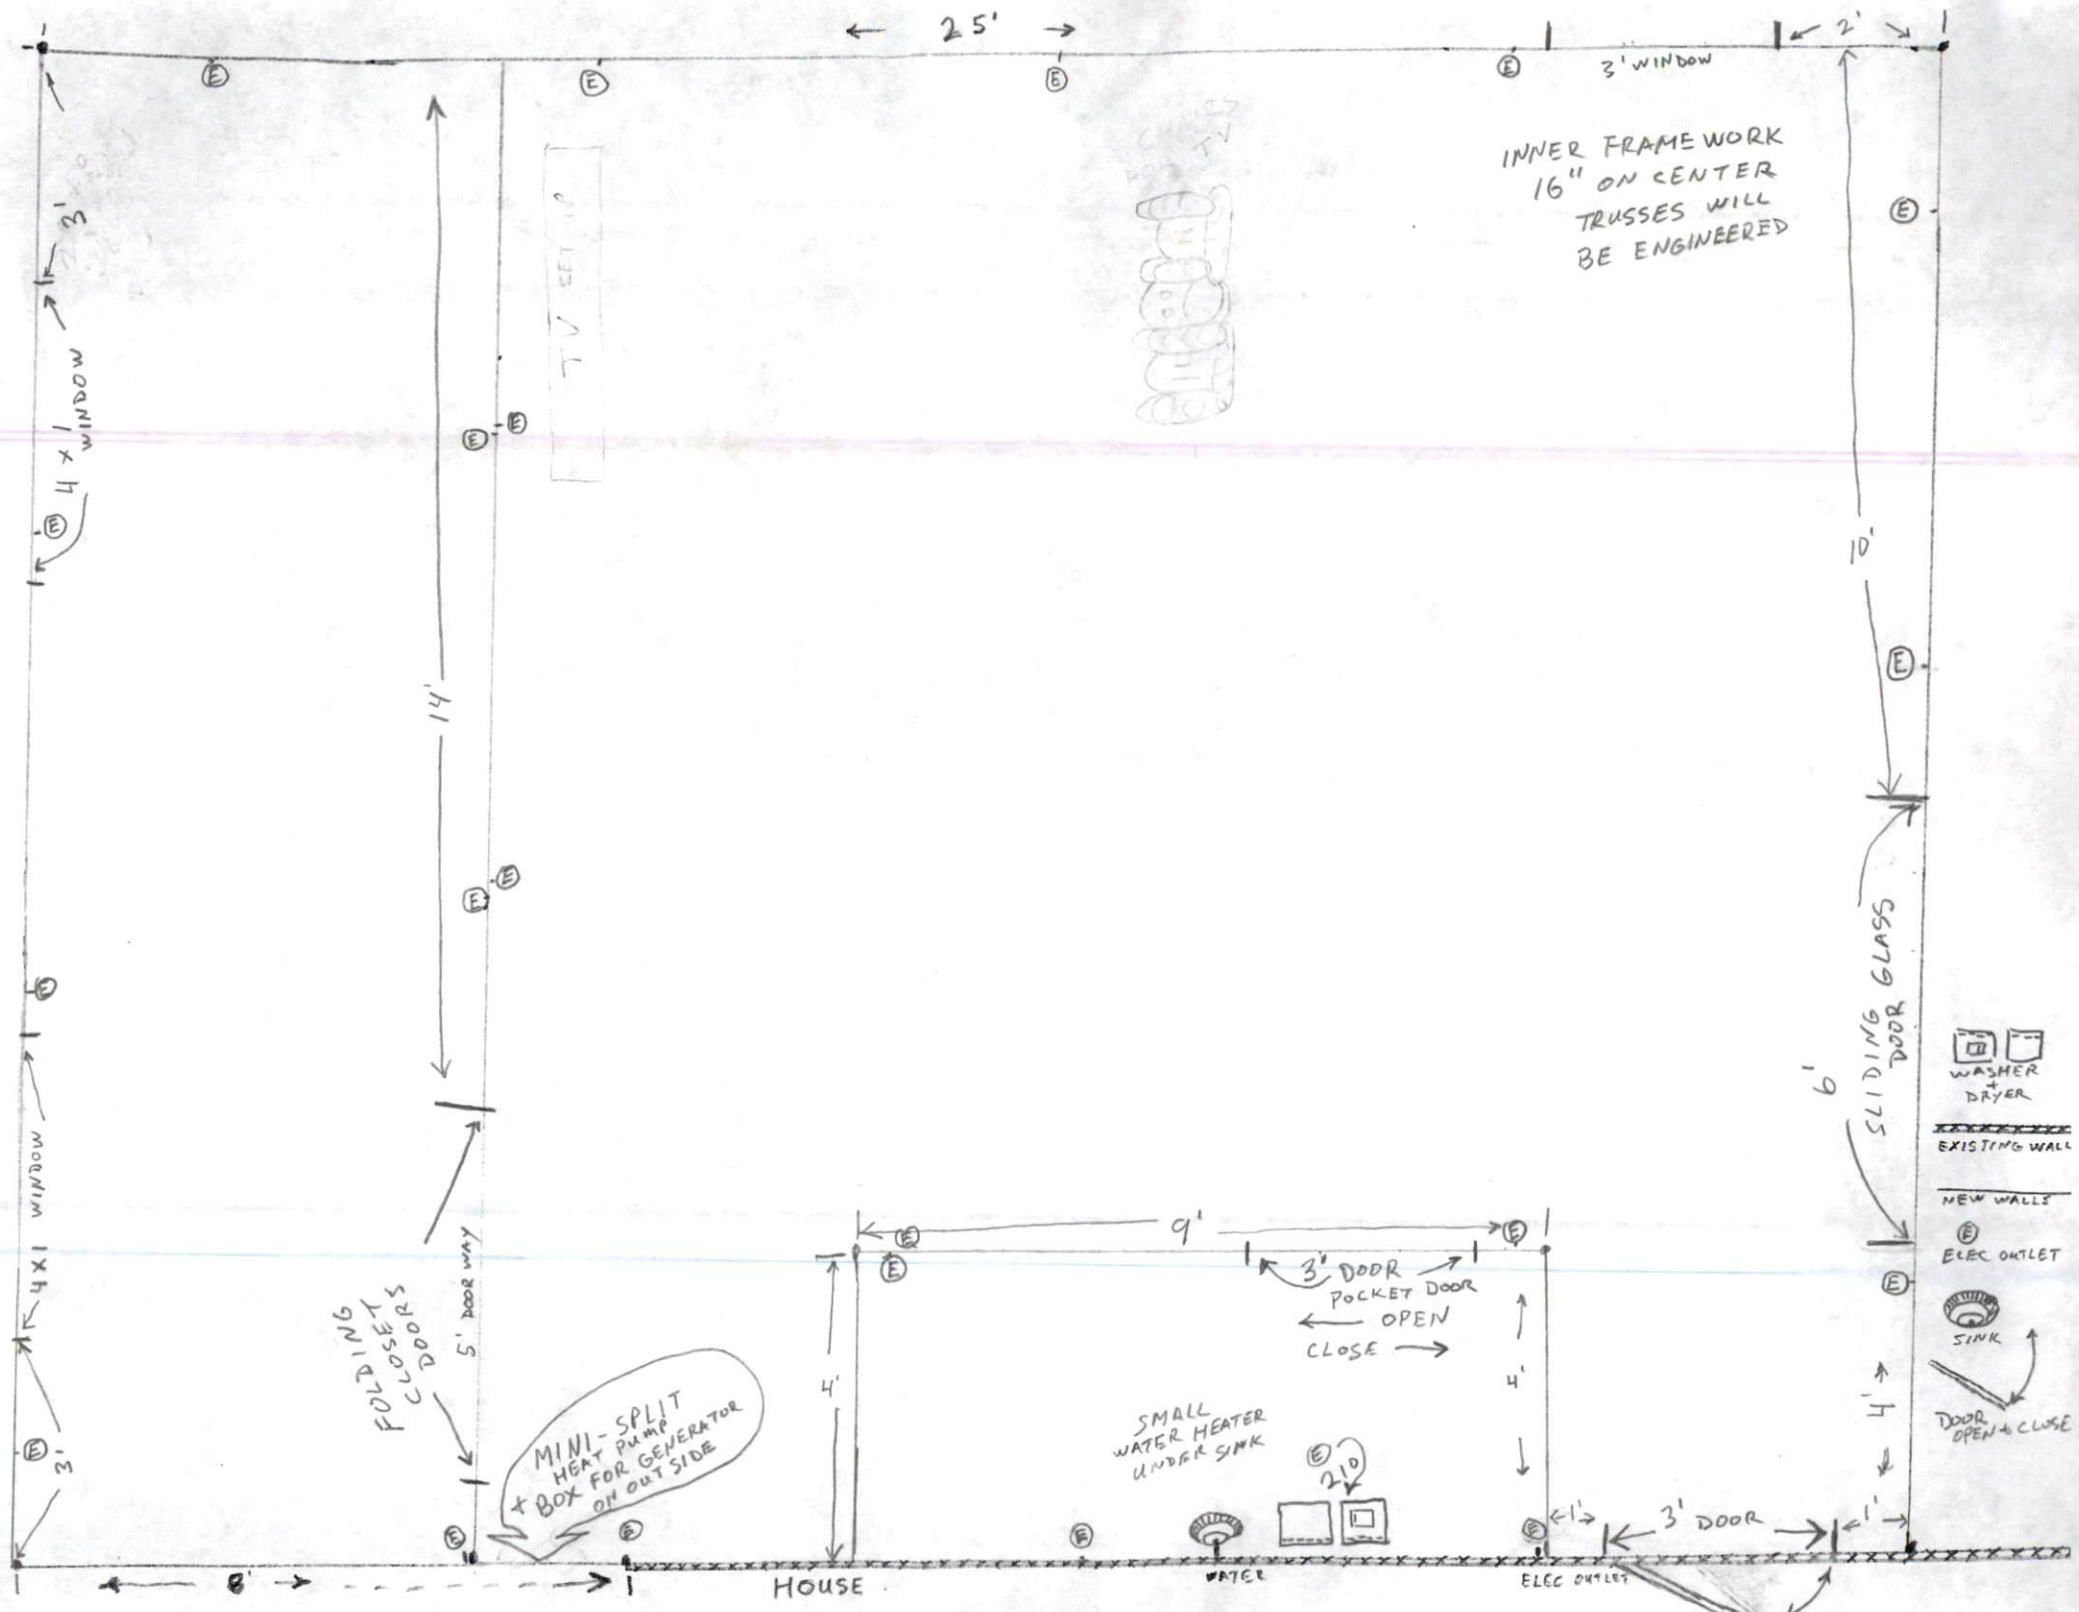 25'
2'
E
E
E
E
3' WINDOW
INNER FRAMEWORK
16" ON CENTER
TRUSSES WILL
BE ENGINEERED
E
3'
TV SET UP
4 x 1
WINDOW
E
E
E
10'
E
14'
E
E
E
SLIDING GLASS
DOOR
6'
WASHER
+
DRYER
EXISTING WALL
NEW WALLS
E
ELEC OUTLET
SINK
DOOR
OPEN + CLOSE
4 x 1 WINDOW
5' DOOR WAY
FOLDING
CLOSET
DOORS
9'
E
E
E
3' DOOR
POCKET DOOR
OPEN
CLOSE
4'
4'
E
4'
MINI-SPLIT
HEAT PUMP
+ BOX FOR GENERATOR
ON OUT SIDE
SMALL
WATER HEATER
UNDER SINK
E
210
E
3'
E
E
E
E
1'
3' DOOR
1'
8'
HOUSE
WATER
ELEC OUTLET